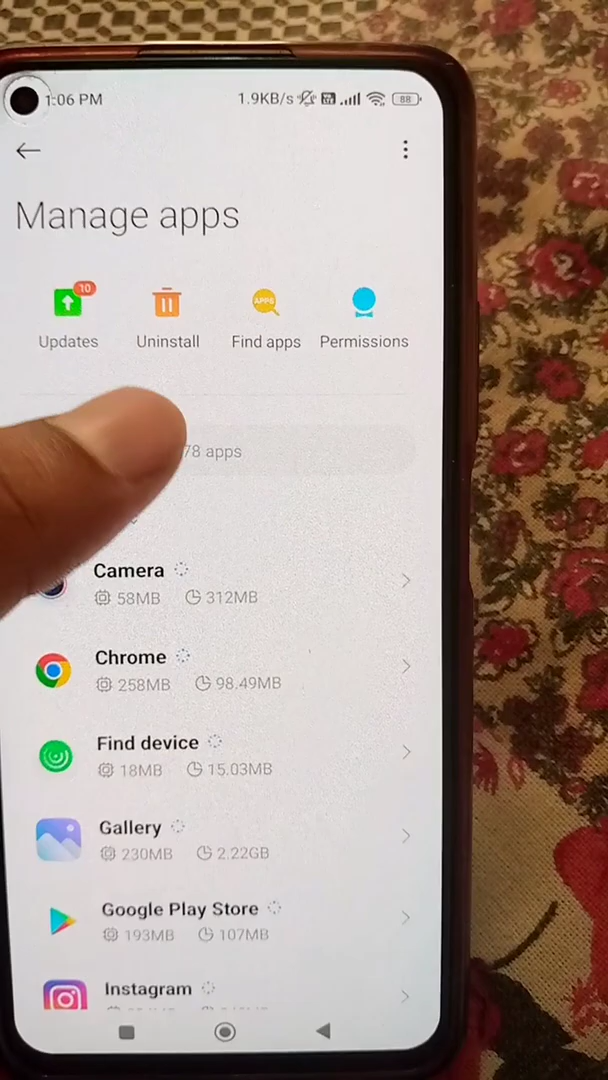 1:06 PM 1.9KB/s 88
Manage apps
10
Updates Uninstall APPS Find apps Permissions
78 apps
Camera
58MB 312MB
Chrome
258MB 98.49MB
Find device
18MB 15.03MB
Gallery
230MB 2.22GB
Google Play Store
193MB 107MB
Instagram